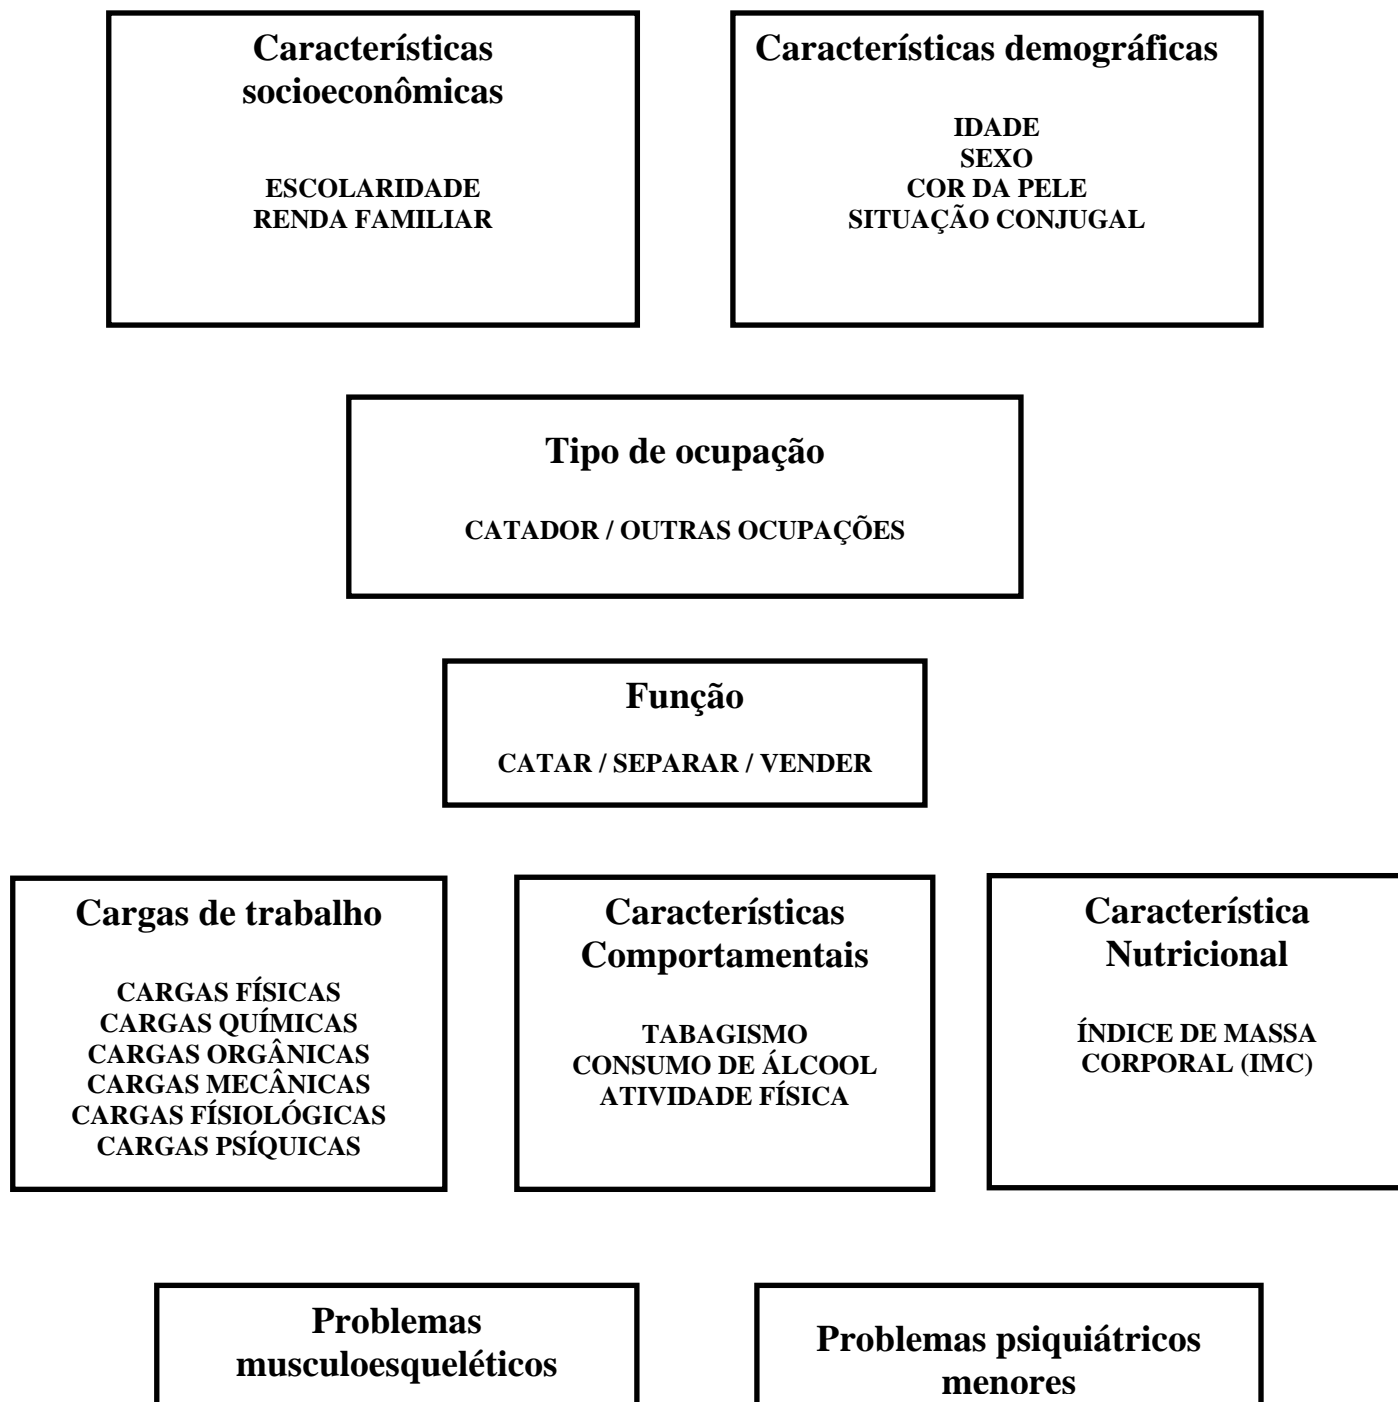 Características
socioeconômicas
ESCOLARIDADE
RENDA FAMILIAR
Características demográficas
IDADE
SEXO
COR DA PELE
SITUAÇÃO CONJUGAL
Tipo de ocupação
CATADOR / OUTRAS OCUPAÇÕES
Função
CATAR / SEPARAR / VENDER
Cargas de trabalho
CARGAS FÍSICAS
CARGAS QUÍMICAS
CARGAS ORGÂNICAS
CARGAS MECÂNICAS
CARGAS FÍSIOLÓGICAS
CARGAS PSÍQUICAS
Características
Comportamentais
TABAGISMO
CONSUMO DE ÁLCOOL
ATIVIDADE FÍSICA
Característica
Nutricional
ÍNDICE DE MASSA
CORPORAL (IMC)
Problemas
musculoesqueléticos
Problemas psiquiátricos
menores